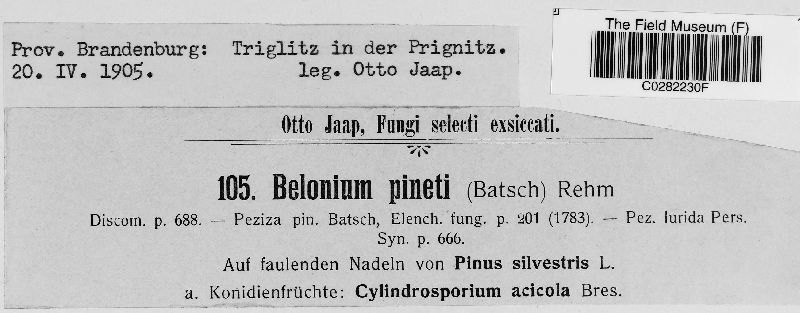 Prov. Brandenburg: Triglitz in der Prignitz.
20. IV. 1905. leg. Otto Jaap.
The Field Museum (F)
C0282230F
Otto Jaap, Fungi selecti exsiccati.
105. Belonium pineti (Batsch) Rehm
Discom. p. 688. — Peziza pin. Batsch, Elench. fung. p. 201 (1783). — Pez. lurida Pers.
Syn. p. 666.
Auf faulenden Nadeln von Pinus silvestris L.
a. Konidienfrüchte: Cylindrosporium acicola Bres.